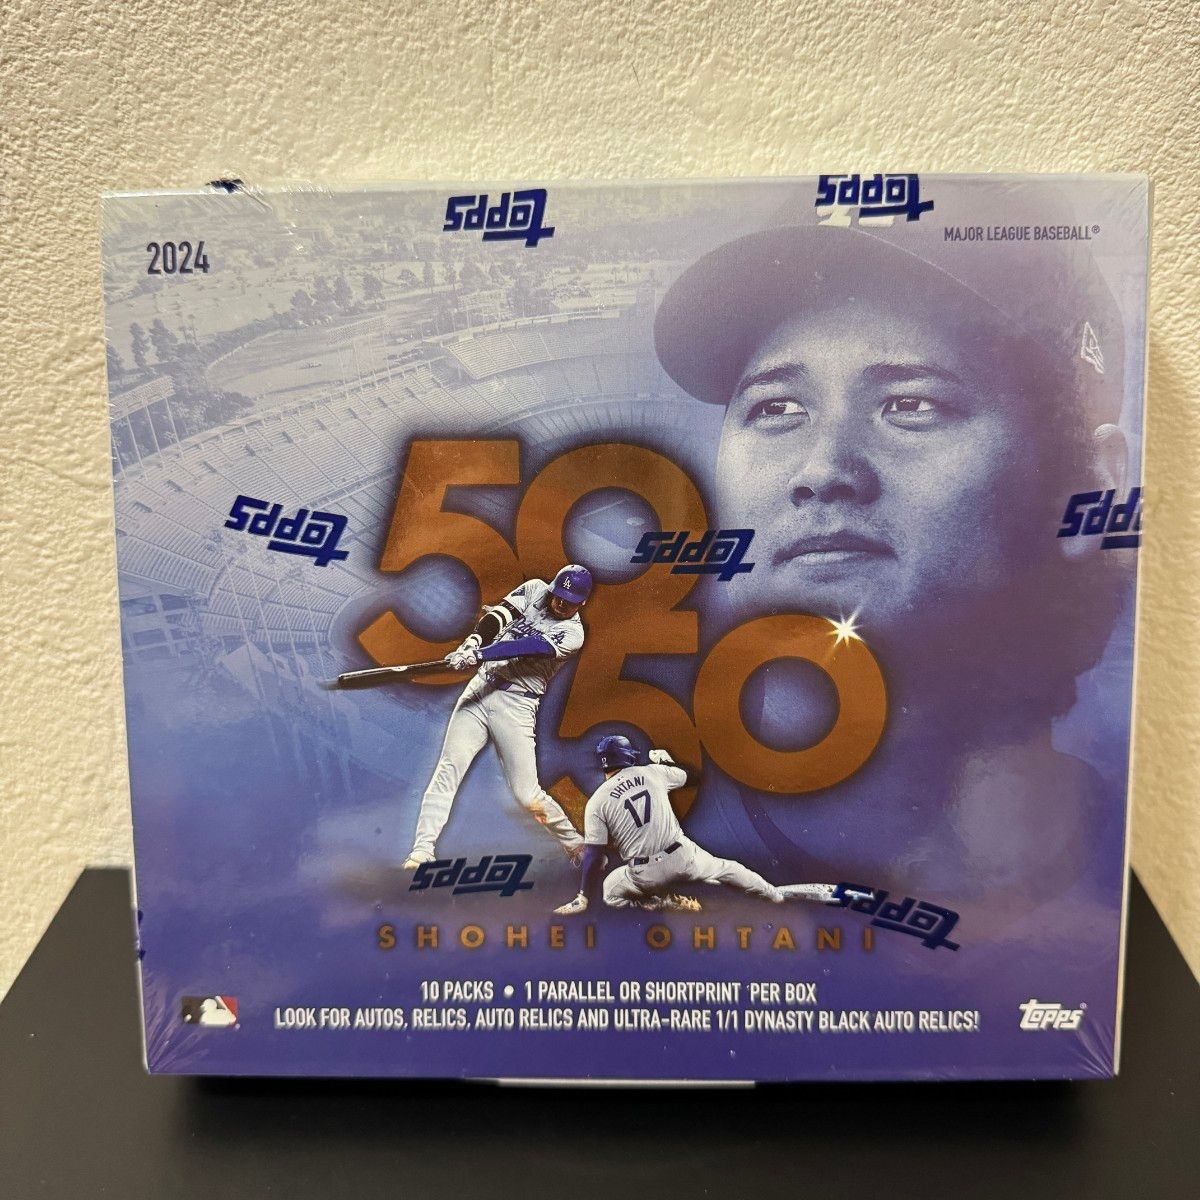 Topps
Topps
2024
MAJOR LEAGUE BASEBALL®
50
Topps
Topps
Topps
50
OHTANI
17
Topps
Topps
SHOHEI OHTANI
10 PACKS • 1 PARALLEL OR SHORTPRINT PER BOX
LOOK FOR AUTOS, RELICS, AUTO RELICS AND ULTRA-RARE 1/1 DYNASTY BLACK AUTO RELICS!
Topps®